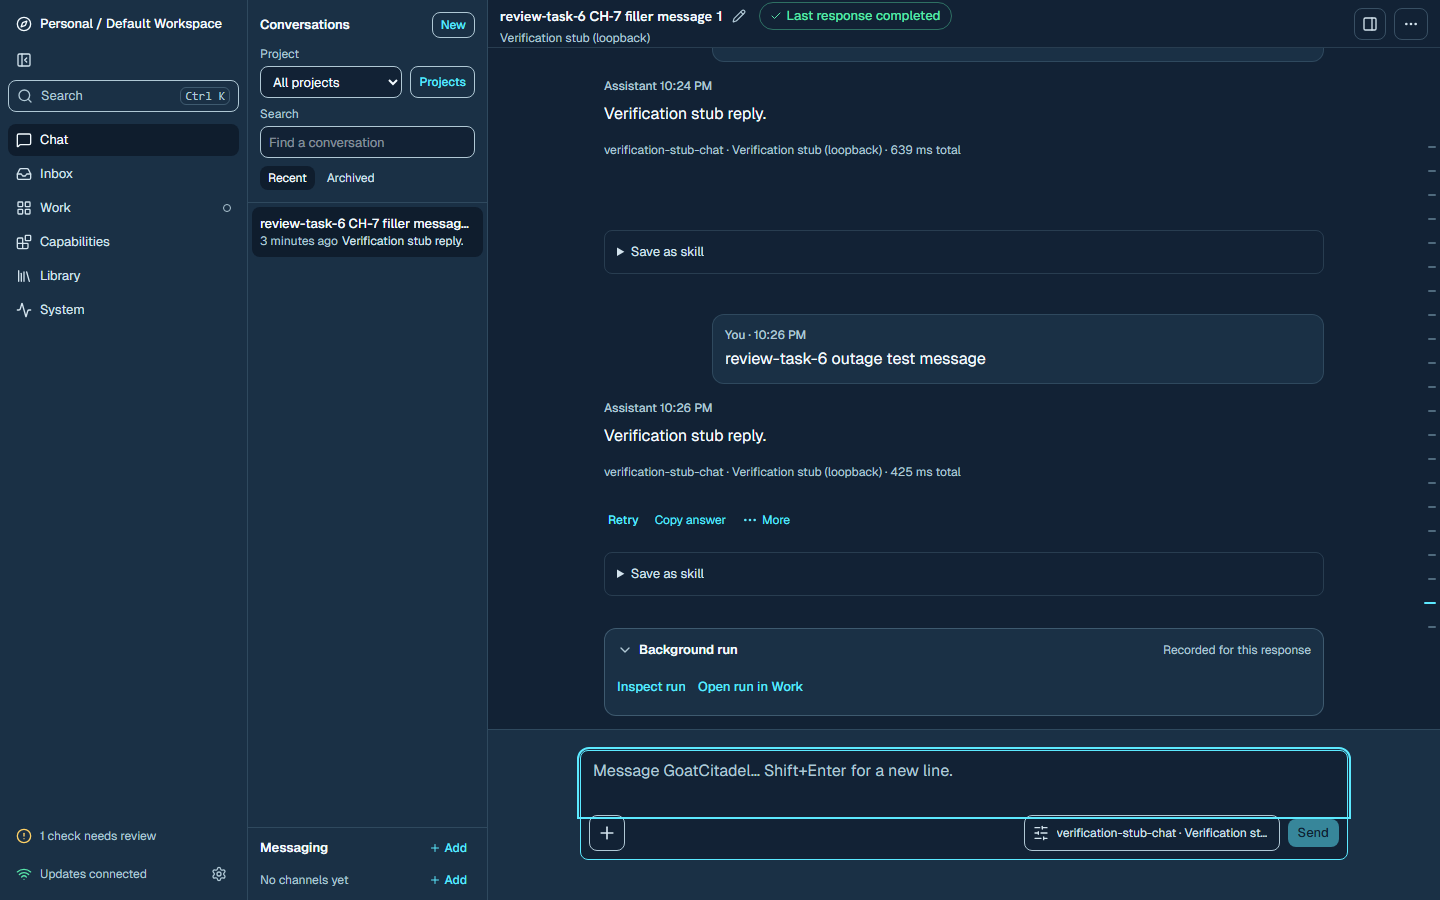 Personal / Default Workspace
Search
Ctrl K
Chat
Inbox
Work
Capabilities
Library
System
1 check needs review
Updates connected
Conversations
New
Project
All projects
Projects
Search
Find a conversation
Recent
Archived
review-task-6 CH-7 filler messag...
3 minutes ago Verification stub reply.
Messaging
+ Add
No channels yet
+ Add
review-task-6 CH-7 filler message 1
Last response completed
Verification stub (loopback)
Assistant 10:24 PM
Verification stub reply.
verification-stub-chat · Verification stub (loopback) · 639 ms total
Save as skill
You · 10:26 PM
review-task-6 outage test message
Assistant 10:26 PM
Verification stub reply.
verification-stub-chat · Verification stub (loopback) · 425 ms total
Retry
Copy answer
··· More
Save as skill
Background run
Recorded for this response
Inspect run
Open run in Work
Message GoatCitadel... Shift+Enter for a new line.
verification-stub-chat · Verification st...
Send